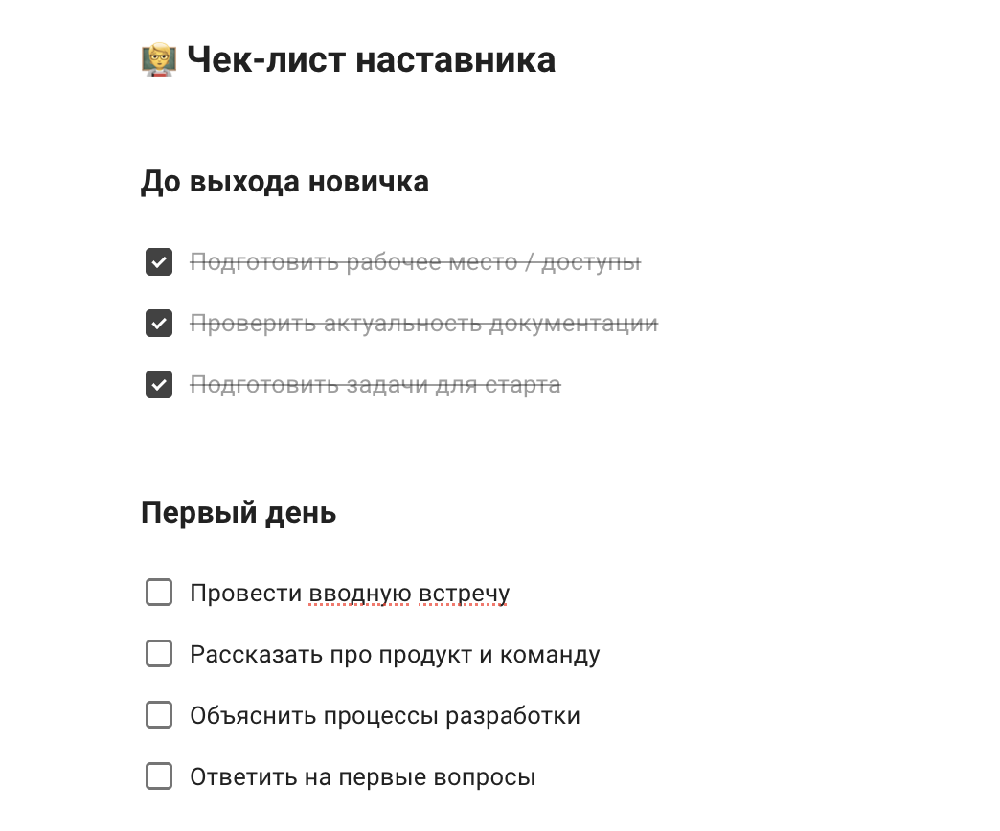 Чек-лист наставника
До выхода новичка
Подготовить рабочее место / доступы
Проверить актуальность документации
Подготовить задачи для старта
Первый день
Провести вводную встречу
Рассказать про продукт и команду
Объяснить процессы разработки
Ответить на первые вопросы